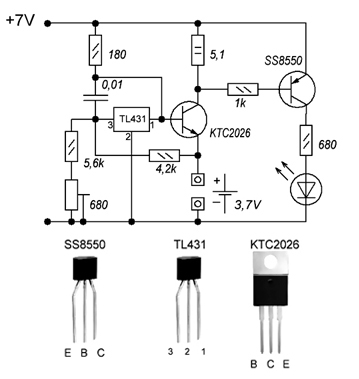 +7V
180
5,1
SS8550
0,01
1k
3 TL431 1
2
KTC2026
5,6k
4,2k
680
680
+
−
3,7V
SS8550
TL431
KTC2026
E B C
3 2 1
B C E